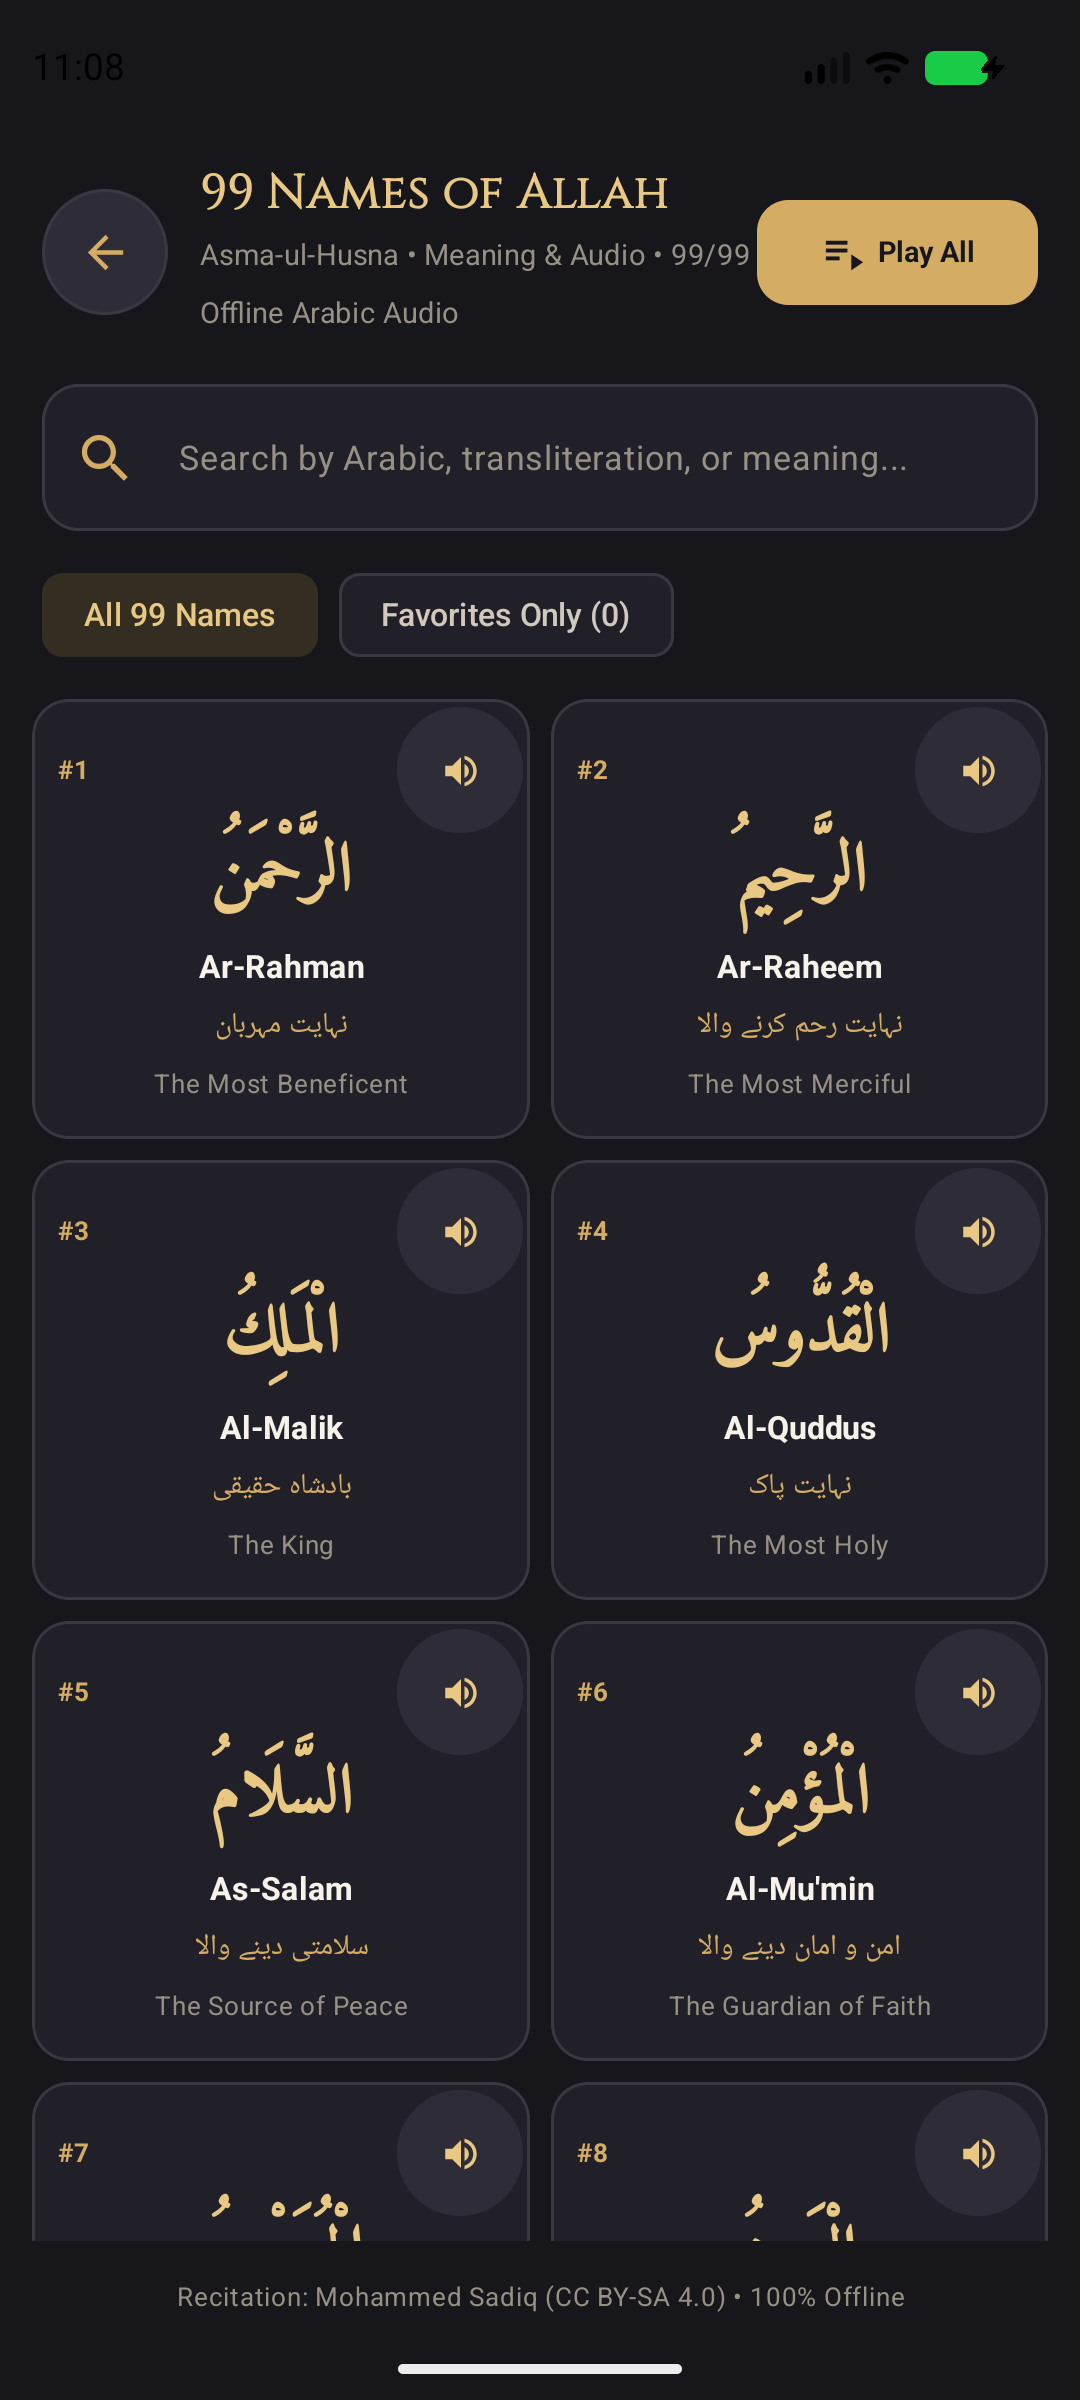 11:08
99 Names of Allah
Asma-ul-Husna • Meaning & Audio • 99/99
Offline Arabic Audio
Play All
Search by Arabic, transliteration, or meaning...
All 99 Names
Favorites Only (0)
#1
الرَّحْمَنُ
Ar-Rahman
نہایت مہربان
The Most Beneficent
#2
الرَّحِيمُ
Ar-Raheem
نہایت رحم کرنے والا
The Most Merciful
#3
الْمَلِكُ
Al-Malik
بادشاہ حقیقی
The King
#4
الْقُدُّوسُ
Al-Quddus
نہایت پاک
The Most Holy
#5
السَّلَامُ
As-Salam
سلامتی دینے والا
The Source of Peace
#6
الْمُؤْمِنُ
Al-Mu'min
امن و امان دینے والا
The Guardian of Faith
#7
#8
Recitation: Mohammed Sadiq (CC BY-SA 4.0) • 100% Offline